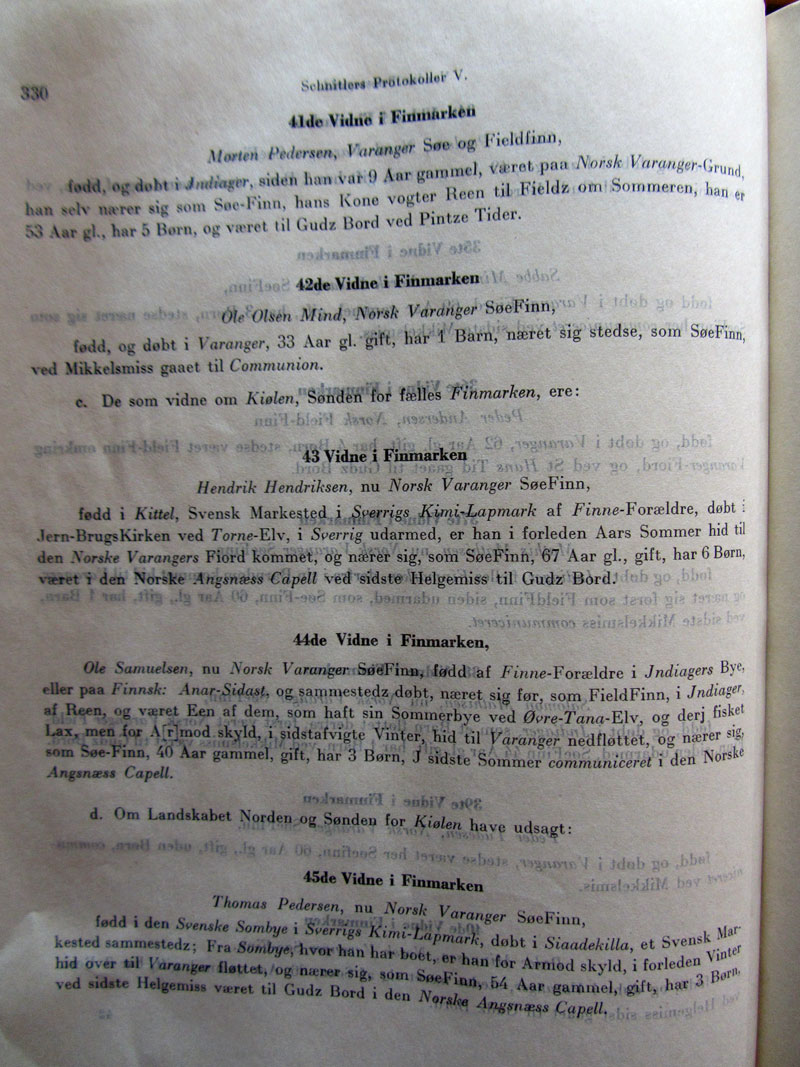 330
Schnitlers Protokoller V.
41de Vidne i Finmarken
Morten Pedersen, Varanger Søe og Fieldfinn,
fødd, og døbt i Jndiager, siden han var 9 Aar gammel, været paa Norsk Varanger-Grund,
han selv nærer sig som Søe-Finn, hans Kone vogter Reen til Fieldz om Sommeren, han er
53 Aar gl., har 5 Børn, og været til Gudz Bord ved Pintze Tider.
42de Vidne i Finmarken
Ole Olsen Mind, Norsk Varanger SøeFinn,
fødd, og døbt i Varanger, 33 Aar gl. gift, har 1 Barn, næret sig stedse, som SøeFinn,
ved Mikkelsmiss gaaet til Communion.
c. De som vidne om Kiølen, Sønden for fælles Finmarken, ere:
43 Vidne i Finmarken
Hendrik Hendriksen, nu Norsk Varanger SøeFinn,
fødd i Kittel, Svensk Markested i Sverrigs Kimi-Lapmark af Finne-Forældre, døbt i
Jern-BrugsKirken ved Torne-Elv, i Sverrig udarmed, er han i forleden Aars Sommer hid til
den Norske Varangers Fiord kommet, og nærer sig, som SøeFinn, 67 Aar gl., gift, har 6 Børn,
været i den Norske Angsnæss Capell ved sidste Helgemiss til Gudz Bord.
44de Vidne i Finmarken,
Ole Samuelsen, nu Norsk Varanger SøeFinn, fødd af Finne-Forældre i Jndiagers Bye,
eller paa Finnsk: Anar-Sidast, og sammestedz døbt, næret sig før, som FieldFinn, i Jndiager,
af Reen, og været Een af dem, som haft sin Sommerbye ved Øvre-Tana-Elv, og derj fisket
Lax, men for A[r]mod skyld, i sidstafvigte Vinter, hid til Varanger nedfløttet, og nærer sig,
som Søe-Finn, 40 Aar gammel, gift, har 3 Børn, J sidste Sommer communiceret i den Norske
Angsnæss Capell.
d. Om Landskabet Norden og Sønden for Kiølen have udsagt:
45de Vidne i Finmarken
Thomas Pedersen, nu Norsk Varanger SøeFinn,
fødd i den Svenske Sombye i Sverrigs Kimi-Lapmark, døbt i Siaadekilla, et Svensk Mar-
kested sammestedz; Fra Sombye, hvor han har boet, er han for Armod skyld, i forleden Vinter
hid over til Varanger fløttet, og nærer sig, som SøeFinn, 54 Aar gammel, gift, har 3 Børn,
ved sidste Helgemiss været til Gudz Bord i den Norske Angsnæss Capell.